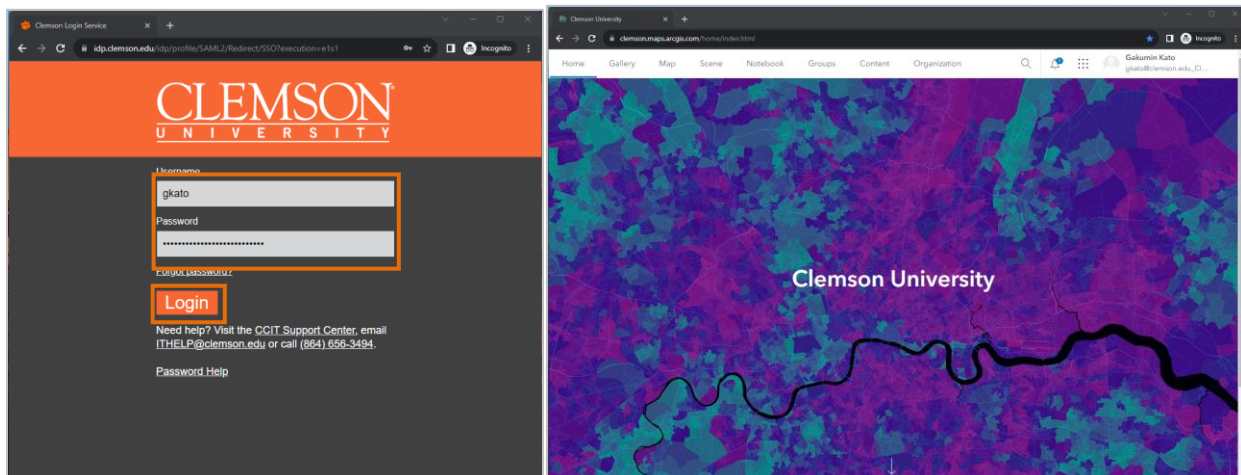 Clemson Login Service
idp.clemson.edu/idp/profile/SAML2/Redirect/SSO?execution=e1s1
Incognito
CLEMSON
UNIVERSITY
Username
gkato
Password
•••••••••••••••••••••••••••
Forgot password?
Login
Need help? Visit the CCIT Support Center, email
ITHELP@clemson.edu or call (864) 656-3494.
Password Help
Clemson University
clemson.maps.arcgis.com/home/index.html
Incognito
Home Gallery Map Scene Notebook Groups Content Organization
Gakumin Kato
gkato@clemson.edu_Cl...
Clemson University